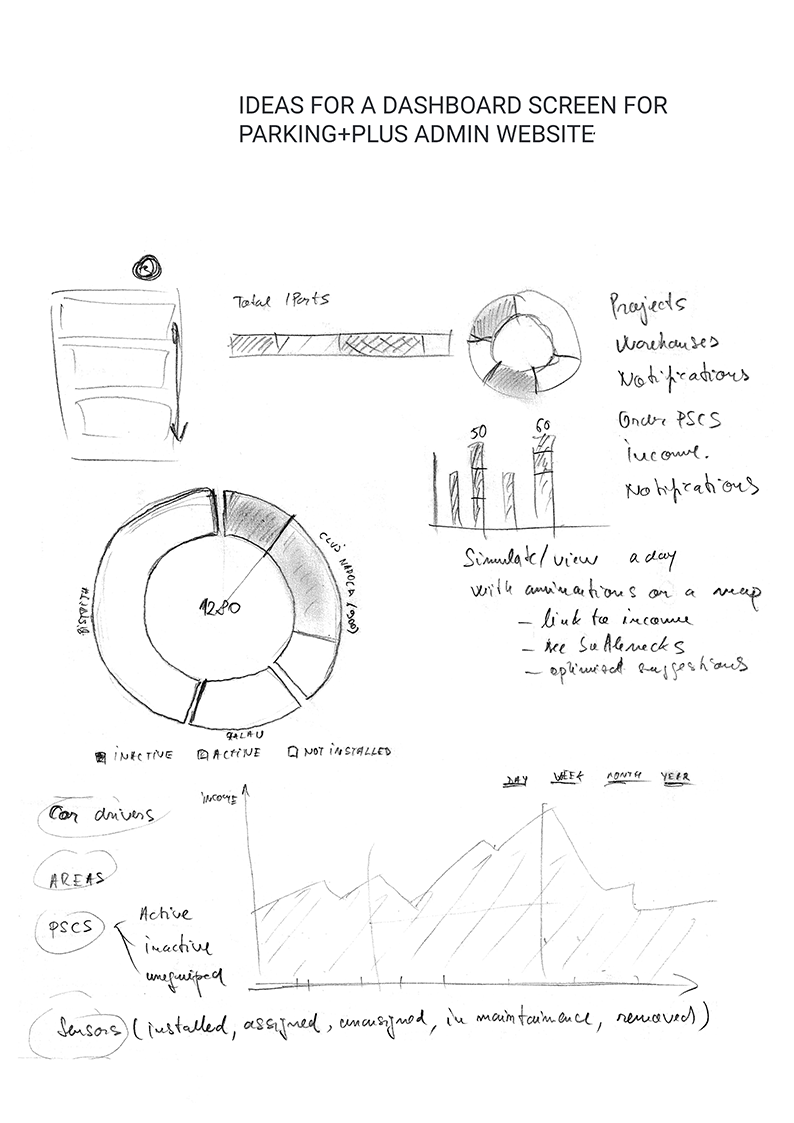 IDEAS FOR A DASHBOARD SCREEN FOR
PARKING+PLUS ADMIN WEBSITE
Total / Ports
Projects
Warehouses
Notifications
Order PSCS
income.
Notifications
50
60
Simulate/view a day
with animations on a map
- link to income
- see bottlenecks
- optimised suggestions
1280
CLUJ NAPOCA (300)
BISTRITA
GALAU
INACTIVE
ACTIVE
NOT INSTALLED
DAY WEEK MONTH YEAR
INCOME
Car drivers
AREAS
PSCS
Active
inactive
unequiped
Sensors (installed, assigned, unassigned, in maintainence, removed)